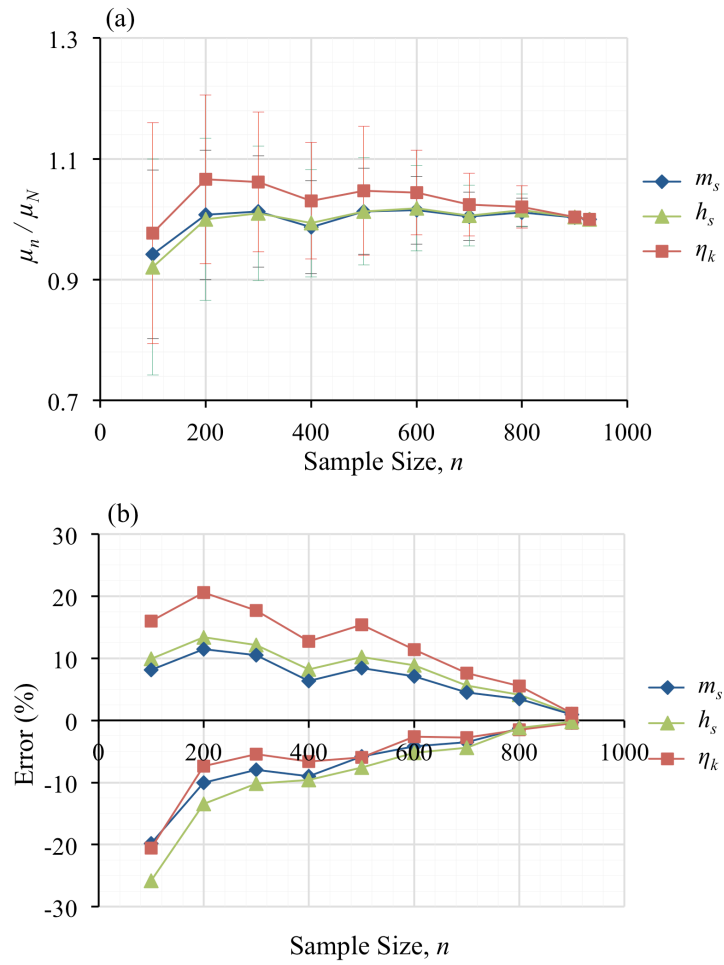 (a)
1.3
1.1
0.9
0.7
μn / μN
0 200 400 600 800 1000
Sample Size, n
ms
hs
ηk
(b)
30
20
10
0
-10
-20
-30
Error (%)
0 200 400 600 800 1000
Sample Size, n
ms
hs
ηk